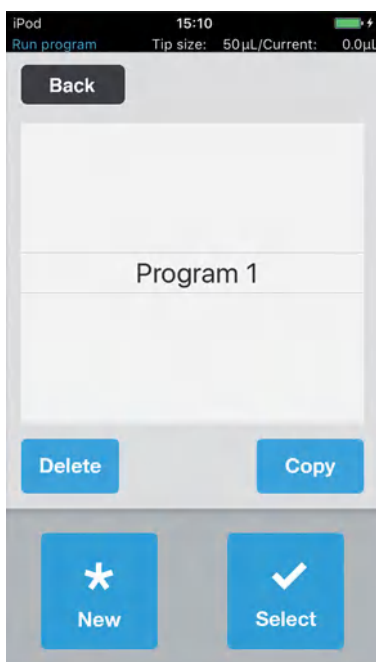 iPod 15:10
Run program Tip size: 50µL/Current: 0.0µL
Back
Program 1
Delete Copy
New Select